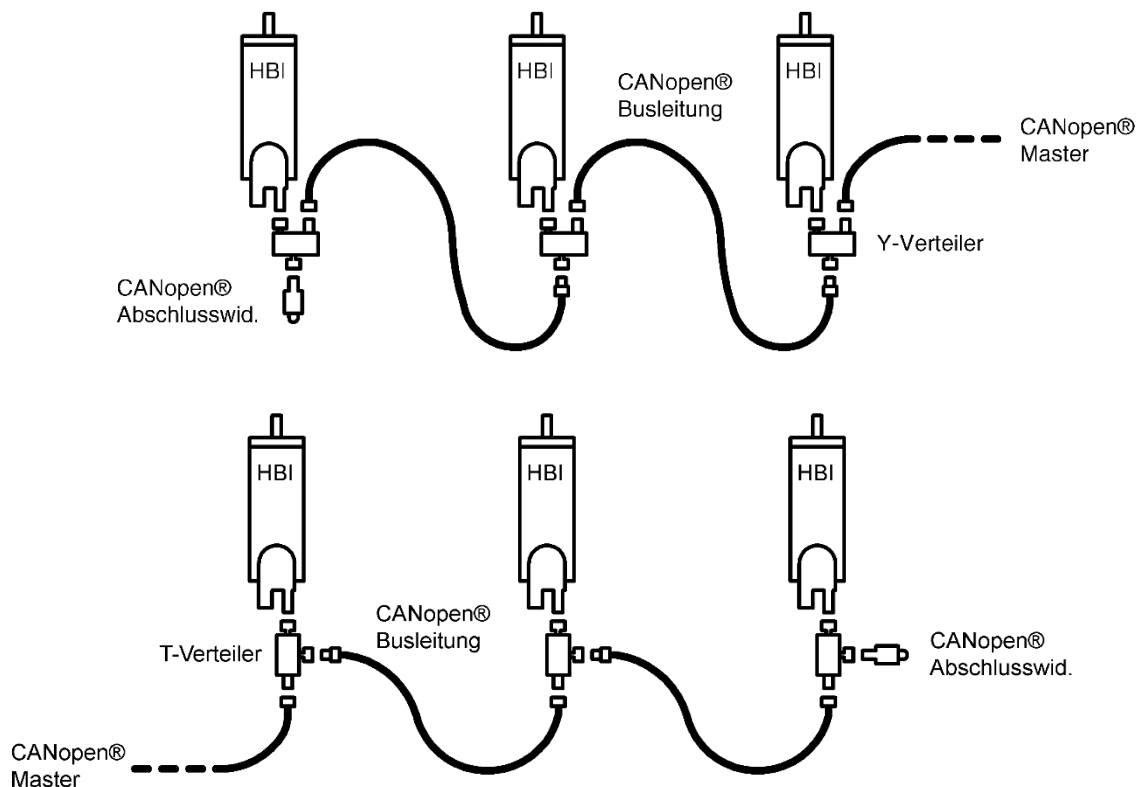 HBI
HBI
HBI
CANopen®
Busleitung
CANopen®
Master
Y-Verteiler
CANopen®
Abschlusswid.
HBI
HBI
HBI
CANopen®
Busleitung
T-Verteiler
CANopen®
Abschlusswid.
CANopen®
Master